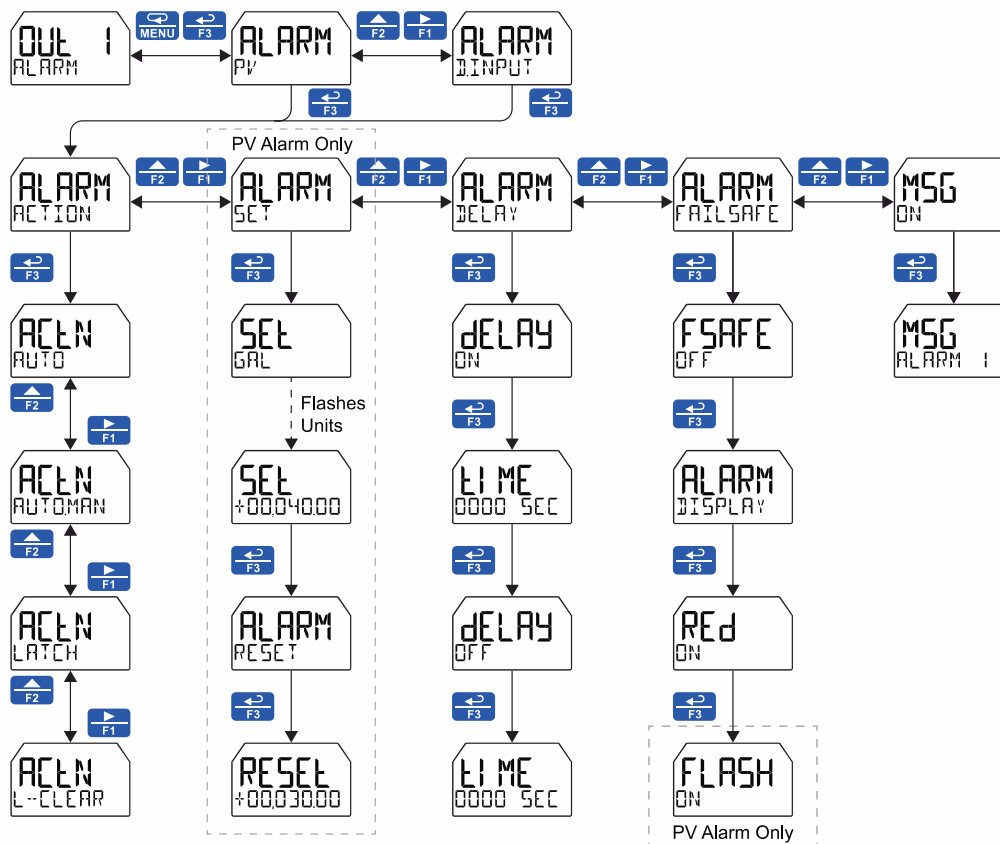 OUt 1
ALARM
MENU
F3
ALARM
PV
F2
F1
ALARM
D.INPUT
F3
F3
PV Alarm Only
ALARM
ACTION
F2
F1
ALARM
SET
F2
F1
ALARM
DELAY
F2
F1
ALARM
FAILSAFE
F2
F1
MSG
ON
F3
F3
F3
F3
F3
ACtN
AUTO
SEt
GAL
dELAY
ON
FSAFE
OFF
MSG
ALARM 1
F2
F1
Flashes
Units
F3
F3
ACtN
AUTO.MAN
SEt
+00,040.00
tIME
0000 SEC
ALARM
DISPLAY
F2
F1
F3
F3
F3
ACtN
LATCH
ALARM
RESET
dELAY
OFF
REd
ON
F2
F1
F3
F3
F3
ACtN
L-CLEAR
RESEt
+00,030.00
tIME
0000 SEC
FLASH
ON
PV Alarm Only